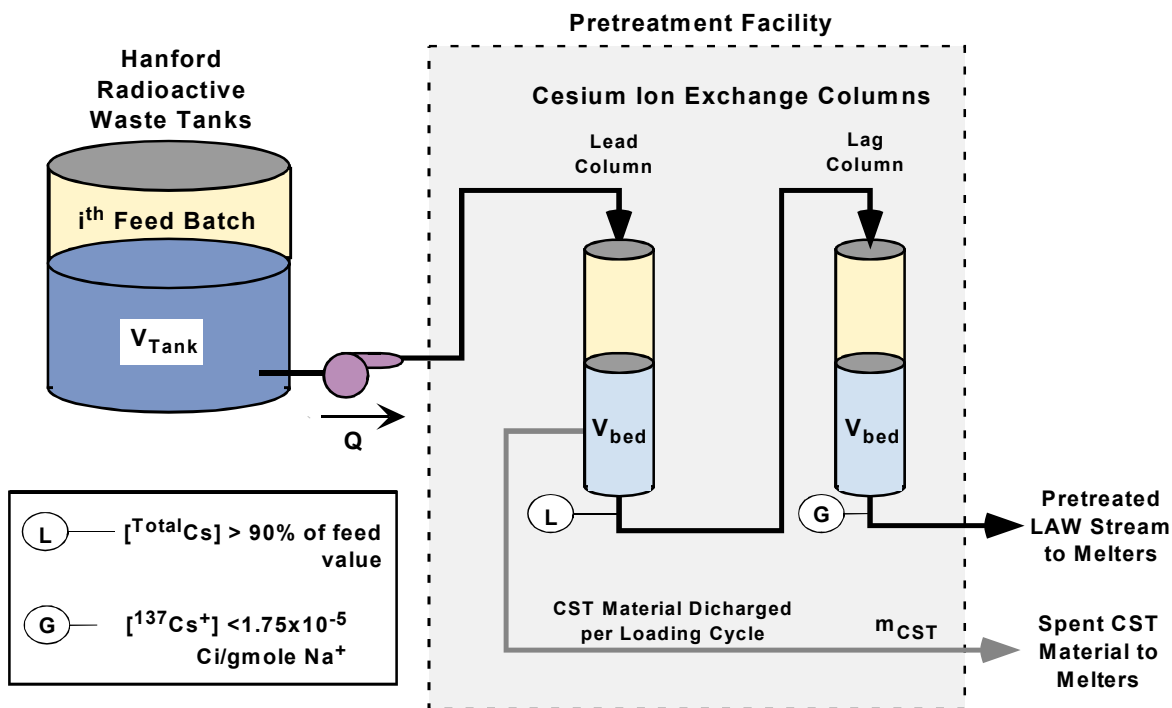 Pretreatment Facility
Hanford
Radioactive
Waste Tanks
Cesium Ion Exchange Columns
Lead
Column
Lag
Column
ith Feed Batch
VTank
Q
Vbed
Vbed
L
G
L
[TotalCs] > 90% of feed
value
G
[137Cs+] <1.75x10-5
Ci/gmole Na+
CST Material Dicharged
per Loading Cycle
mCST
Pretreated
LAW Stream
to Melters
Spent CST
Material to
Melters